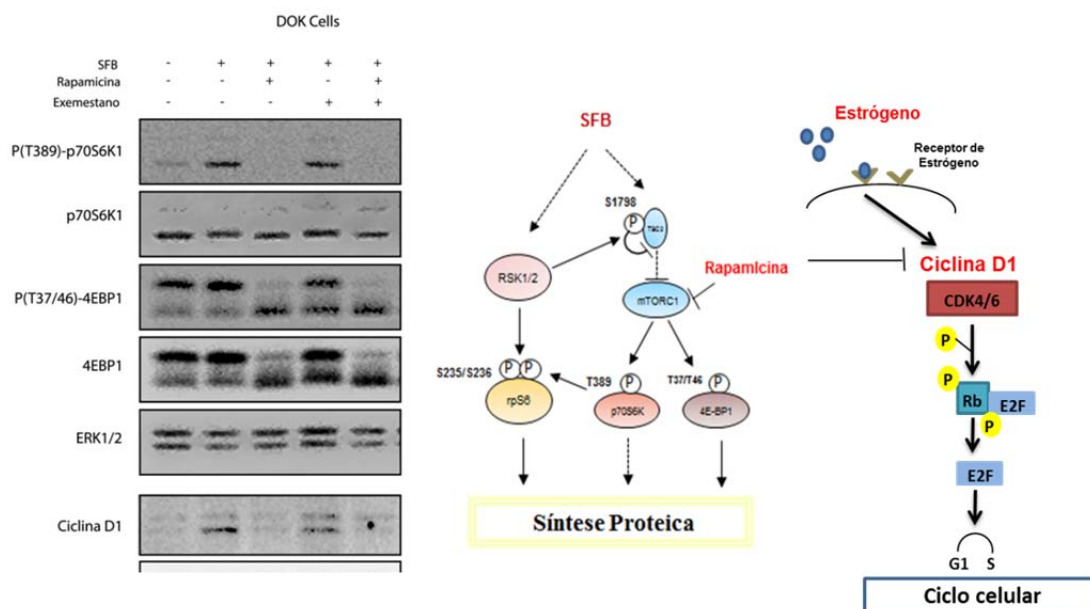 DOK Cells
SFB - + + + +
Rapamicina - - + - +
Exemestano - - - + +
P(T389)-p70S6K1
p70S6K1
P(T37/46)-4EBP1
4EBP1
ERK1/2
Ciclina D1
SFB
S1798
P
RSK1/2
Rapamicina
mTORC1
S235/S236
P P
rpS6
T389
P
p70S6K
T37/T46
P
4E-BP1
Síntese Proteica
Estrógeno
Receptor de
Estrógeno
Ciclina D1
CDK4/6
P
P
Rb
E2F
P
E2F
G1 S
Ciclo celular